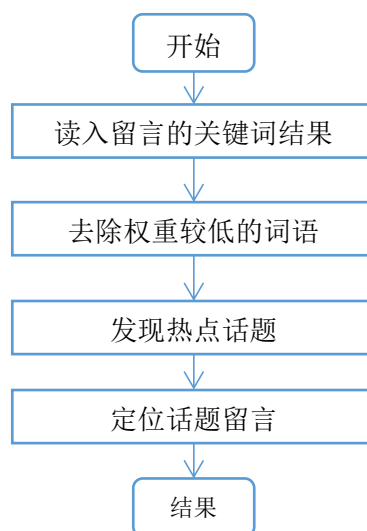 开始
读入留言的关键词结果
去除权重较低的词语
发现热点话题
定位话题留言
结果